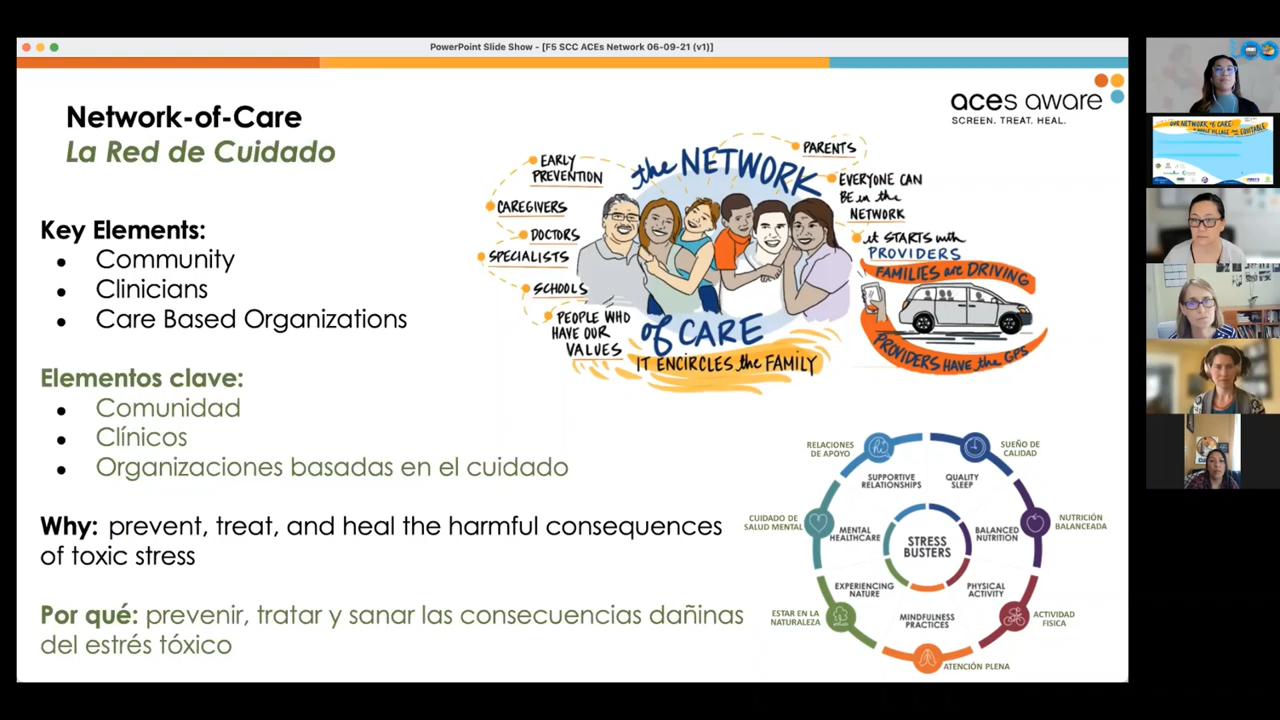 PowerPoint Slide Show - [F5 SCC ACEs Network 06-09-21 (v1)]
aces aware
SCREEN. TREAT. HEAL.
Network-of-Care
La Red de Cuidado
Key Elements:
• Community
• Clinicians
• Care Based Organizations
Elementos clave:
• Comunidad
• Clínicos
• Organizaciones basadas en el cuidado
Why: prevent, treat, and heal the harmful consequences
of toxic stress
Por qué: prevenir, tratar y sanar las consecuencias dañinas
del estrés tóxico
the NETWORK
of CARE
IT ENCIRCLES the FAMILY
EARLY
PREVENTION
CAREGIVERS
DOCTORS
SPECIALISTS
SCHOOLS
PEOPLE WHO
HAVE OUR
VALUES
PARENTS
EVERYONE CAN
BE in the
NETWORK
it STARTS with
PROVIDERS
FAMILIES are DRIVING
PROVIDERS HAVE the GPS
STRESS
BUSTERS
RELACIONES
DE APOYO
SUPPORTIVE
RELATIONSHIPS
hi
SUEÑO DE
CALIDAD
QUALITY
SLEEP
NUTRICIÓN
BALANCEADA
BALANCED
NUTRITION
ACTIVIDAD
FISICA
PHYSICAL
ACTIVITY
ATENCIÓN PLENA
MINDFULNESS
PRACTICES
ESTAR EN LA
NATURALEZA
EXPERIENCING
NATURE
CUIDADO DE
SALUD MENTAL
MENTAL
HEALTHCARE
OUR NETWORK of CARE:
EQUITABLE